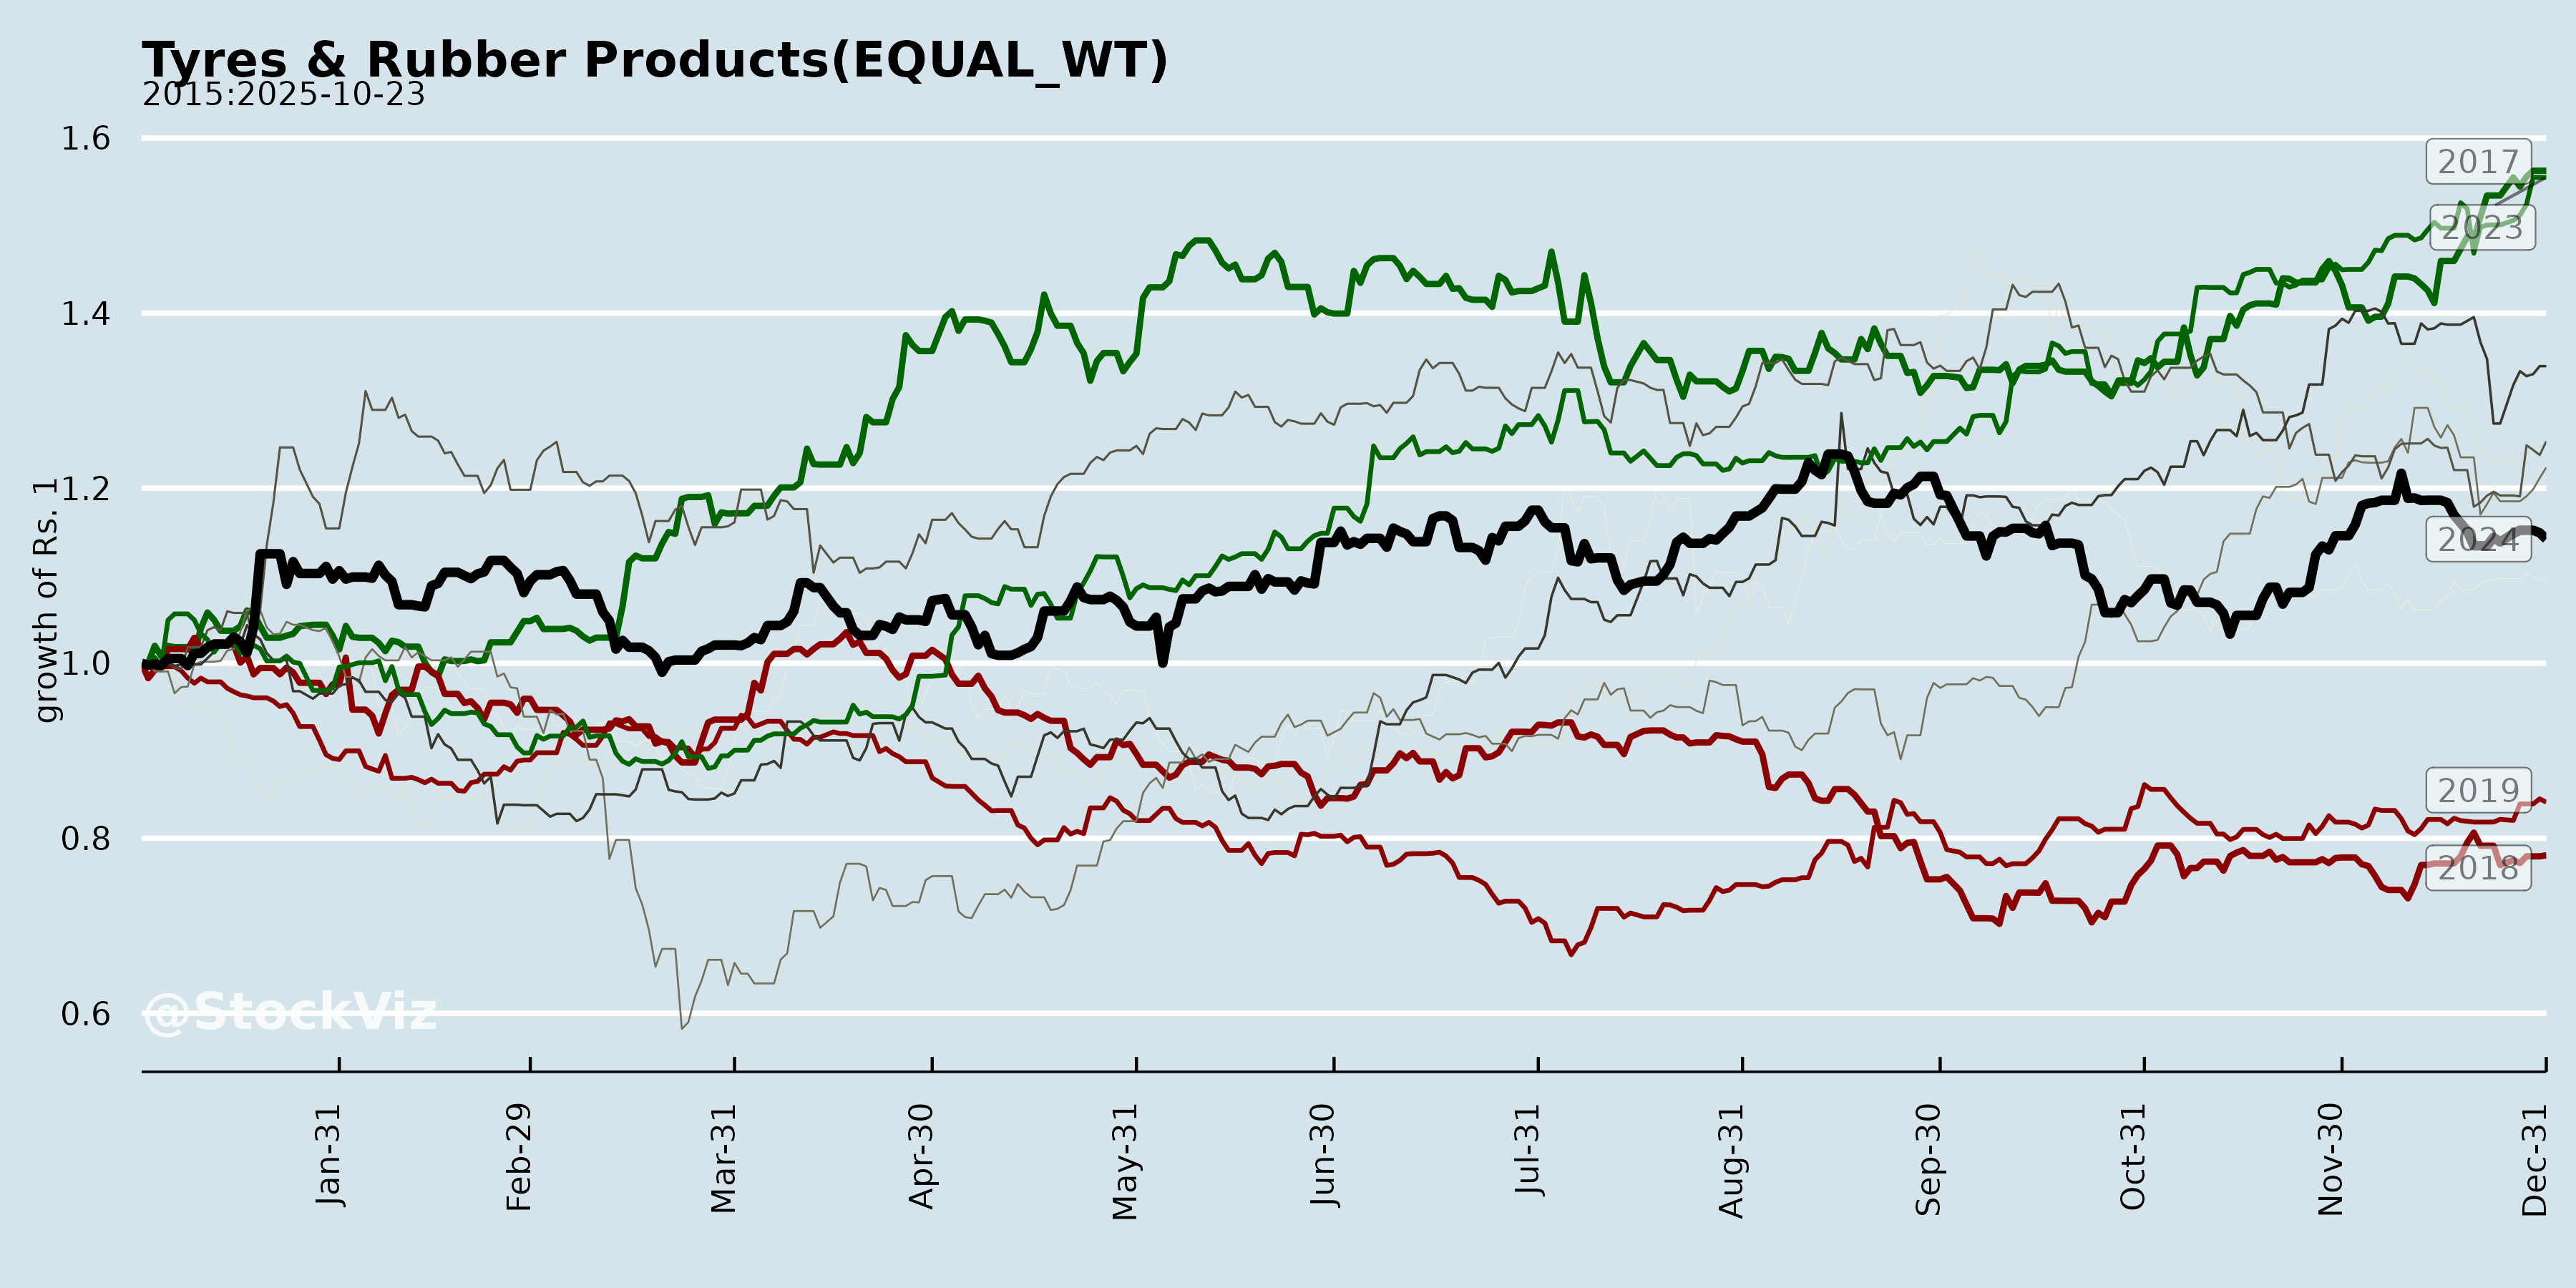 Tyres & Rubber Products(EQUAL_WT)
2015:2025-10-23
growth of Rs. 1
1.6
1.4
1.2
1.0
0.8
0.6
2017
2023
2024
2019
2018
@StockViz
Jan-31
Feb-29
Mar-31
Apr-30
May-31
Jun-30
Jul-31
Aug-31
Sep-30
Oct-31
Nov-30
Dec-31